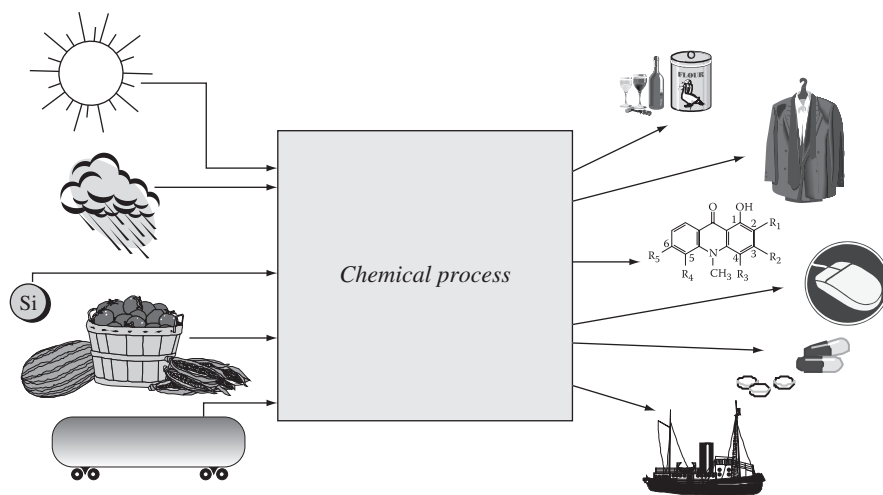 FLOUR
Si
Chemical process
O
OH
1
2
R₁
6
R₅
5
N
4
3
R₂
R₄
CH₃
R₃